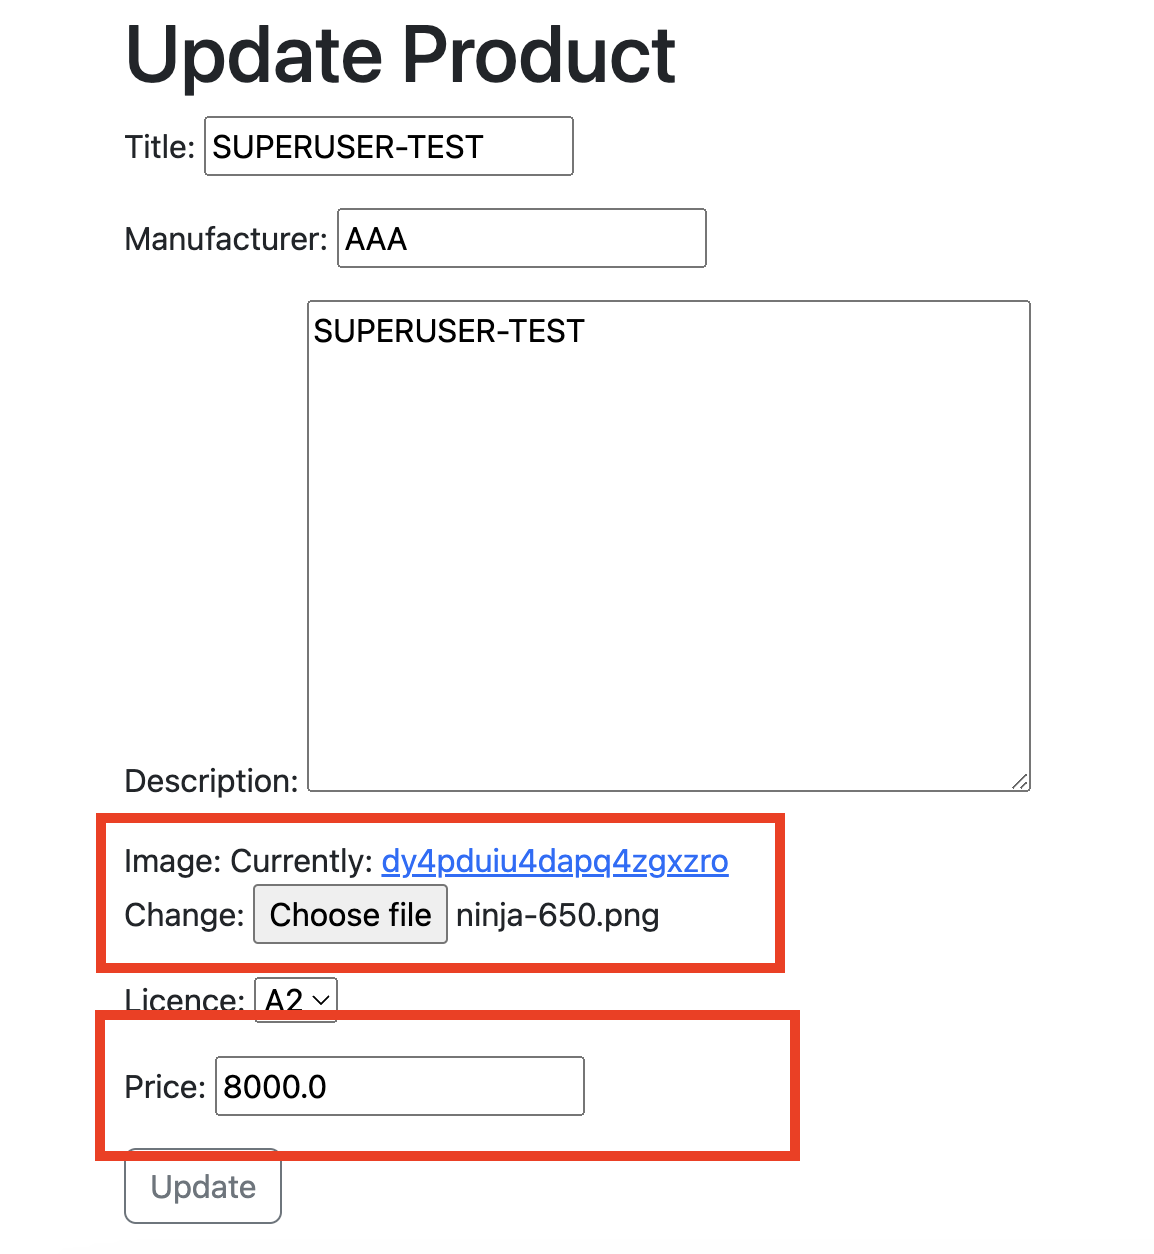 Update Product
Title: SUPERUSER-TEST
Manufacturer: AAA
SUPERUSER-TEST
Description:
Image: Currently: dy4pduiu4dapq4zgxzro
Change: Choose file ninja-650.png
Licence: A2
Price: 8000.0
Update